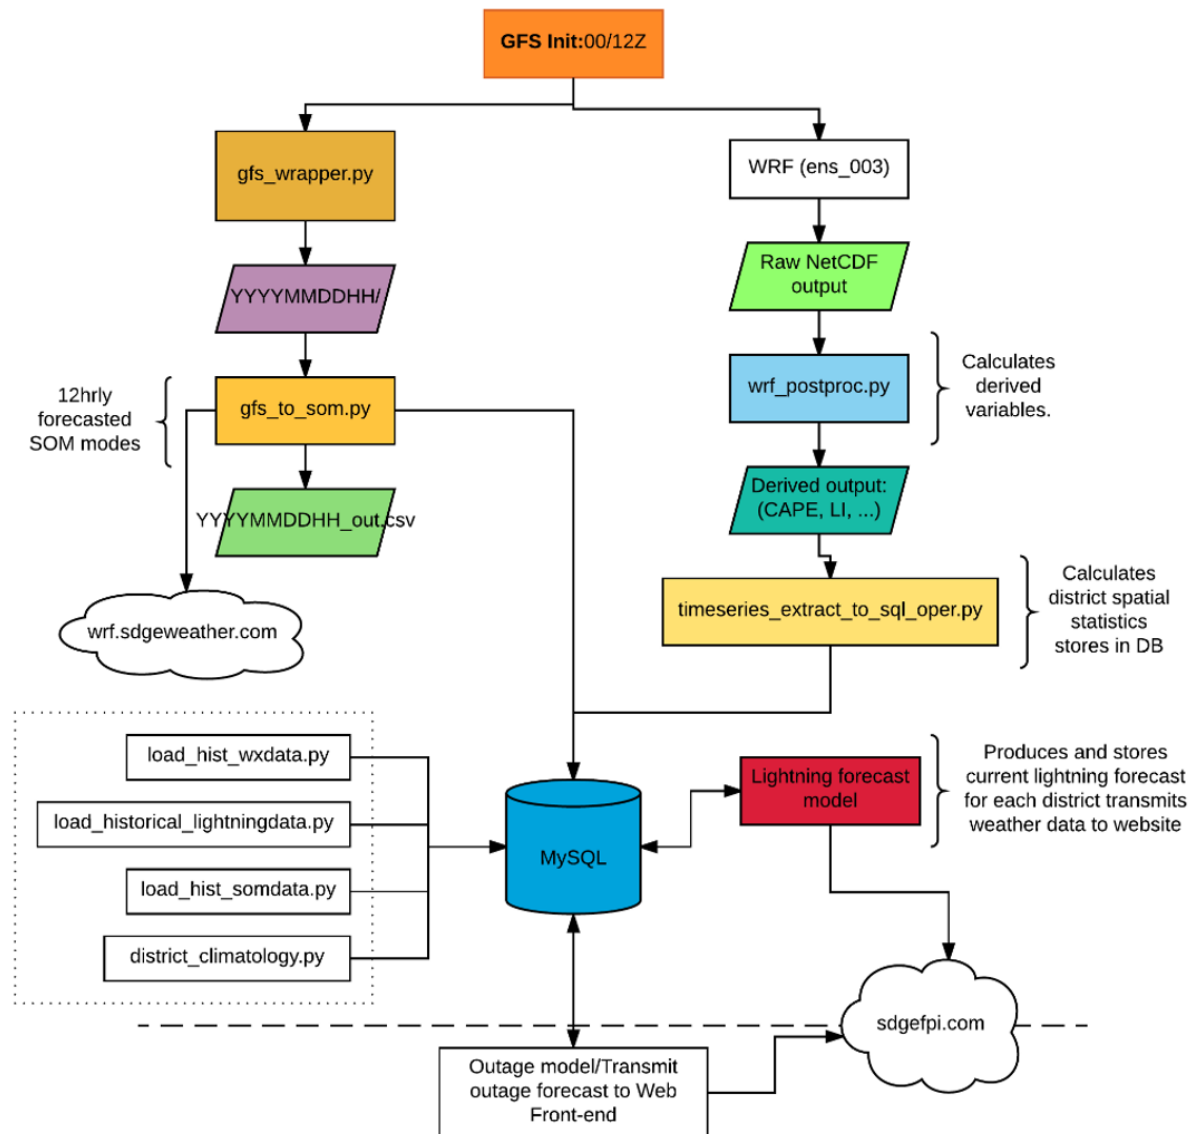 GFS Init:00/12Z
gfs_wrapper.py
WRF (ens_003)
YYYYMMDDHH/
Raw NetCDF
output
12hrly
forecasted
SOM modes
gfs_to_som.py
wrf_postproc.py
Calculates
derived
variables.
YYYYMMDDHH_out.csv
Derived output:
(CAPE, LI, ...)
wrf.sdgeweather.com
timeseries_extract_to_sql_oper.py
Calculates
district spatial
statistics
stores in DB
load_hist_wxdata.py
load_historical_lightningdata.py
load_hist_somdata.py
district_climatology.py
MySQL
Lightning forecast
model
Produces and stores
current lightning forecast
for each district transmits
weather data to website
sdgefpi.com
Outage model/Transmit
outage forecast to Web
Front-end